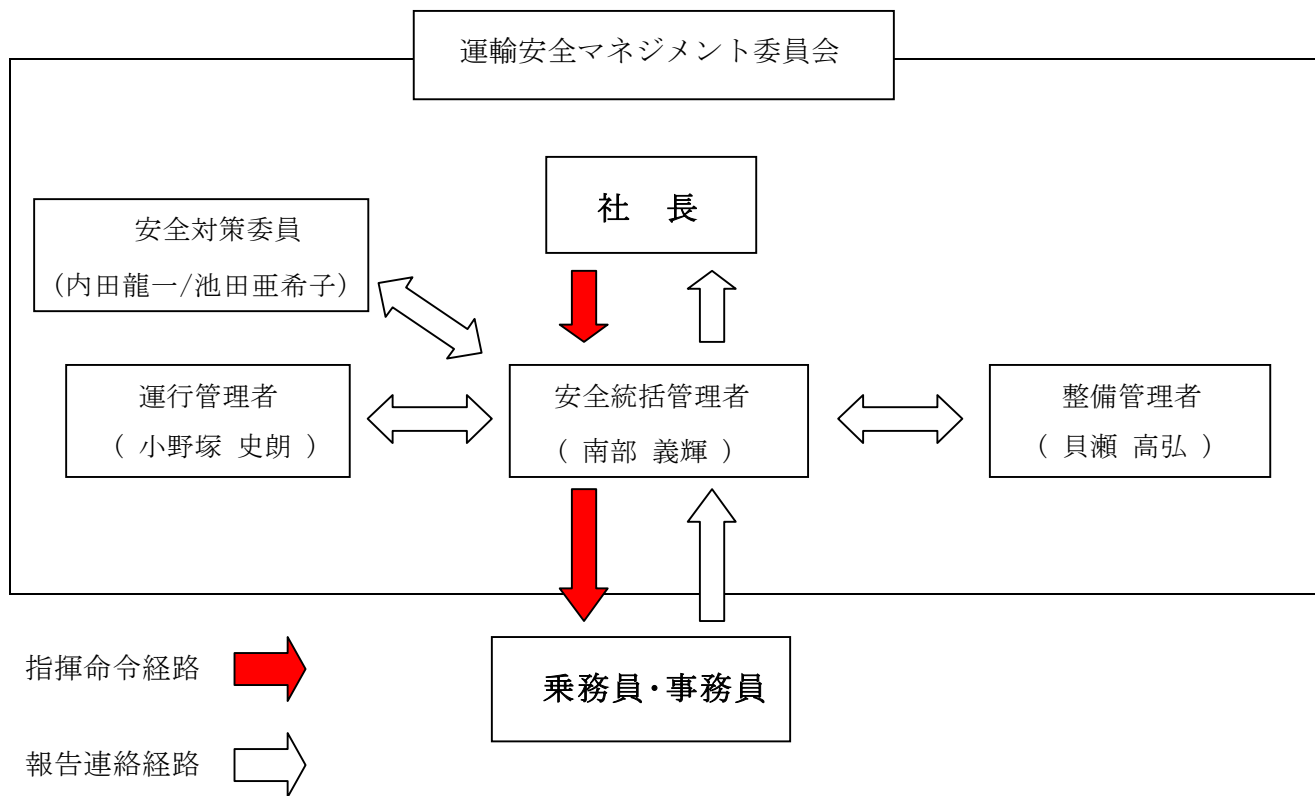 運輸安全マネジメント委員会
社 長
安全対策委員
(内田龍一/池田亜希子)
運行管理者
( 小野塚 史朗 )
安全統括管理者
( 南部 義輝 )
整備管理者
( 貝瀬 高弘 )
乗務員・事務員
指揮命令経路
報告連絡経路